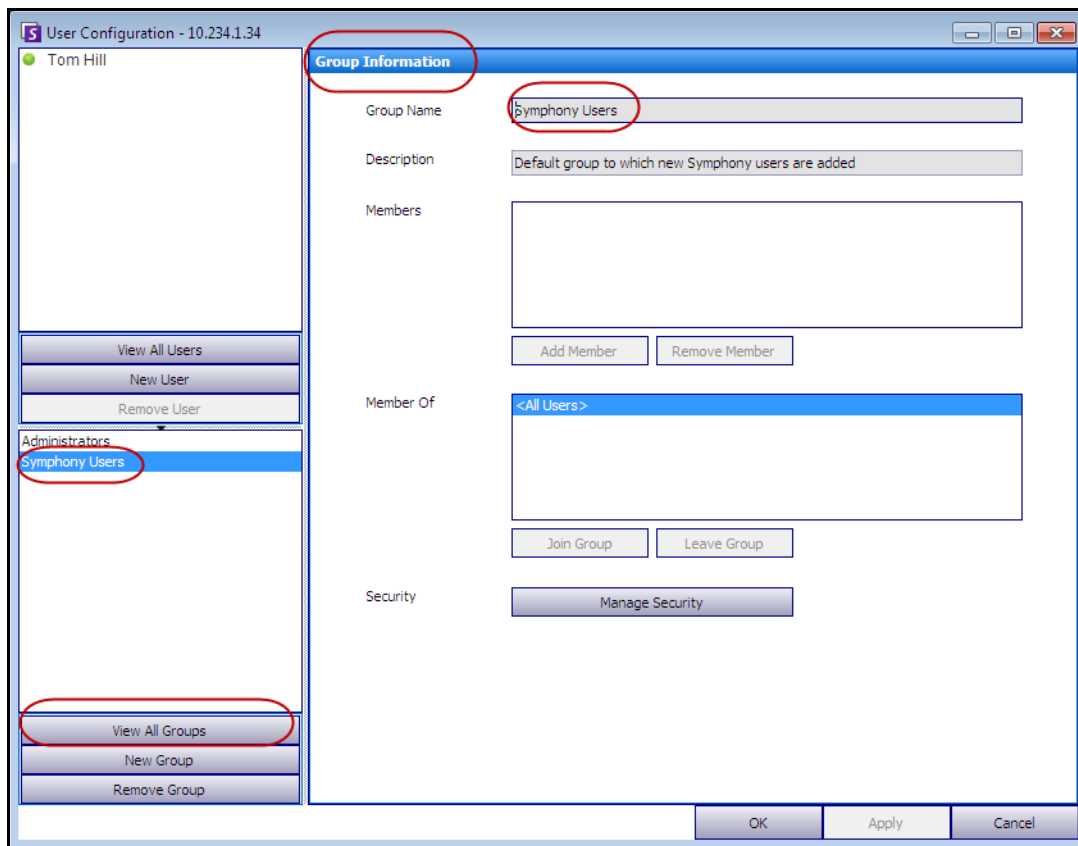 User Configuration - 10.234.1.34
Tom Hill
View All Users
New User
Remove User
Administrators
Symphony Users
View All Groups
New Group
Remove Group
Group Information
Group Name
Symphony Users
Description
Default group to which new Symphony users are added
Members
Add Member
Remove Member
Member Of
<All Users>
Join Group
Leave Group
Security
Manage Security
OK
Apply
Cancel